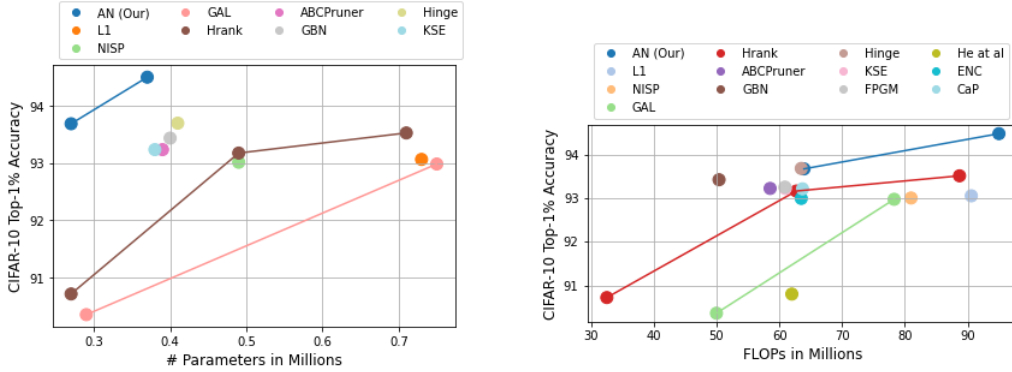 AN (Our) GAL ABCPruner Hinge
L1 Hrank GBN KSE
NISP
CIFAR-10 Top-1% Accuracy
94
93
92
91
0.3 0.4 0.5 0.6 0.7
# Parameters in Millions
AN (Our) Hrank Hinge He at al
L1 ABCPruner KSE ENC
NISP GBN FPGM CaP
GAL
CIFAR-10 Top-1% Accuracy
94
93
92
91
30 40 50 60 70 80 90
FLOPs in Millions